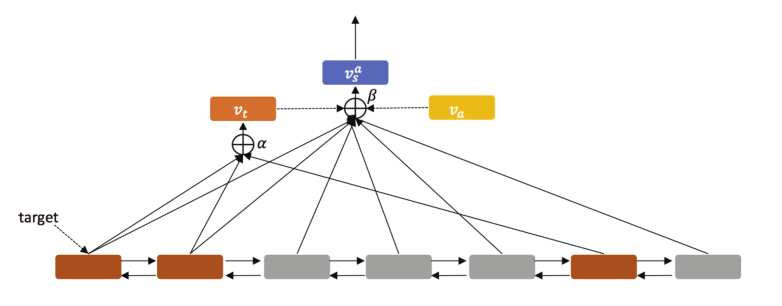 v_s^a
β
v_t
v_a
α
target